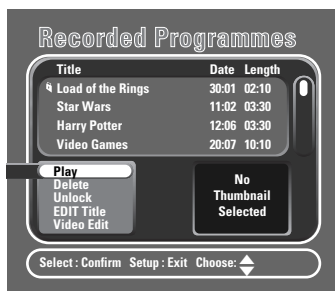 Recorded Programmes
Title Date Length
Load of the Rings 30:01 02:10
Star Wars 11:02 03:30
Harry Potter 12:06 03:30
Video Games 20:07 10:10
Play
Delete
Unlock
EDIT Title
Video Edit
No
Thumbnail
Selected
Select : Confirm Setup : Exit Choose: